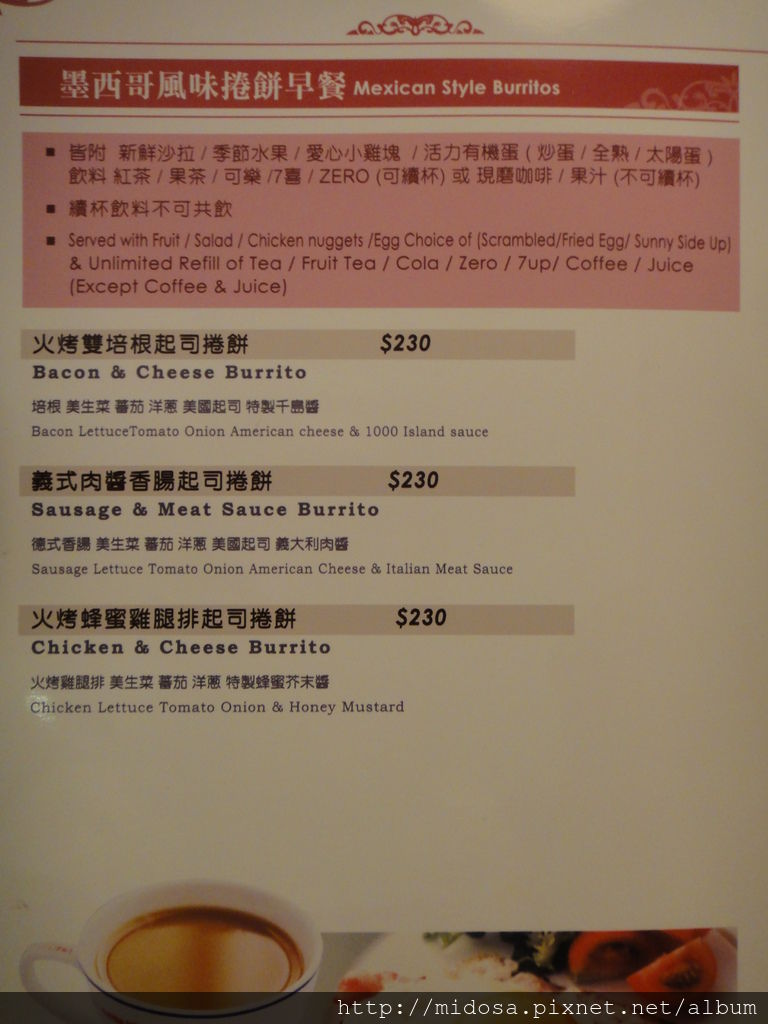 墨西哥風味捲餅早餐 Mexican Style Burritos
■ 皆附 新鮮沙拉 / 季節水果 / 愛心小雞塊 / 活力有機蛋 ( 炒蛋 / 全熟 / 太陽蛋 )
飲料 紅茶 / 果茶 / 可樂 /7喜 / ZERO (可續杯) 或 現磨咖啡 / 果汁 (不可續杯)
■ 續杯飲料不可共飲
■ Served with Fruit / Salad / Chicken nuggets /Egg Choice of (Scrambled/Fried Egg/ Sunny Side Up)
& Unlimited Refill of Tea / Fruit Tea / Cola / Zero / 7up/ Coffee / Juice
(Except Coffee & Juice)
火烤雙培根起司捲餅 $230
Bacon & Cheese Burrito
培根 美生菜 蕃茄 洋蔥 美國起司 特製千島醬
Bacon LettuceTomato Onion American cheese & 1000 Island sauce
義式肉醬香腸起司捲餅 $230
Sausage & Meat Sauce Burrito
德式香腸 美生菜 蕃茄 洋蔥 美國起司 義大利肉醬
Sausage Lettuce Tomato Onion American Cheese & Italian Meat Sauce
火烤蜂蜜雞腿排起司捲餅 $230
Chicken & Cheese Burrito
火烤雞腿排 美生菜 蕃茄 洋蔥 特製蜂蜜芥末醬
Chicken Lettuce Tomato Onion & Honey Mustard
http://midosa.pixnet.net/album